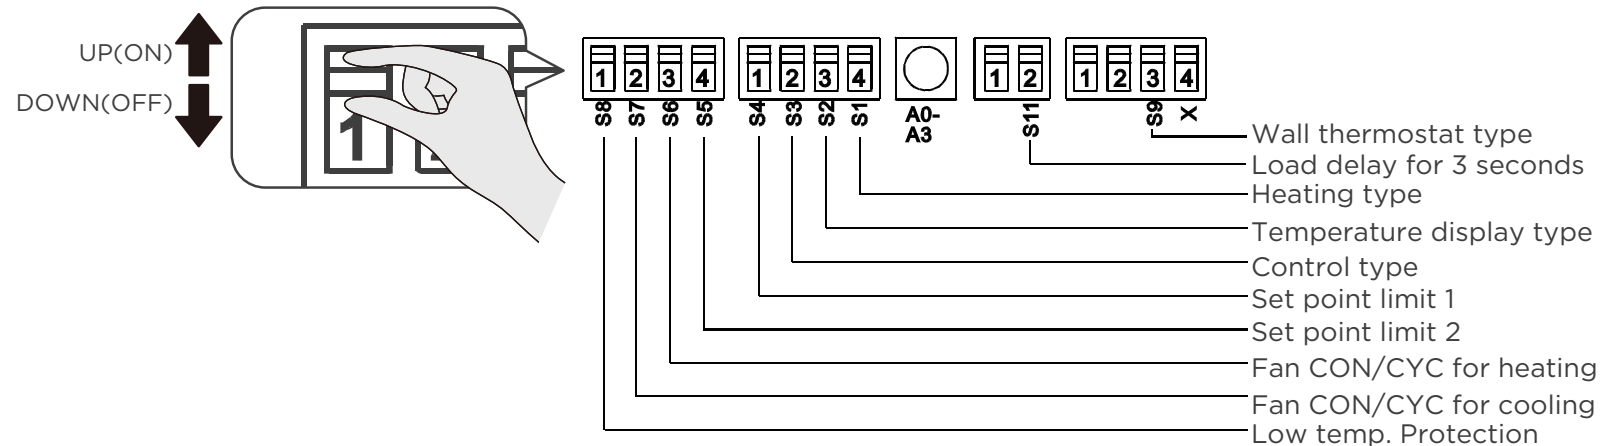 UP(ON)
DOWN(OFF)
1
1 2 3 4
S8 S7 S6 S5
1 2 3 4
S4 S3 S2 S1
A0-
A3
1 2
S11
1 2 3 4
S9 X
Wall thermostat type
Load delay for 3 seconds
Heating type
Temperature display type
Control type
Set point limit 1
Set point limit 2
Fan CON/CYC for heating
Fan CON/CYC for cooling
Low temp. Protection